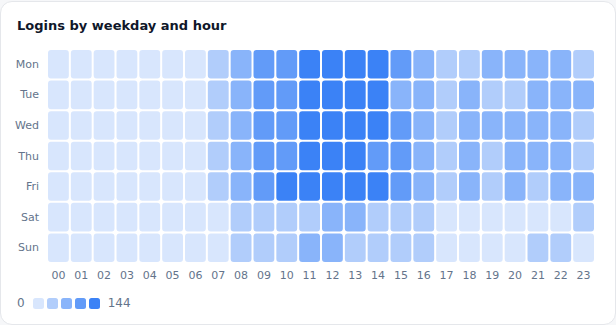 Logins by weekday and hour
Mon
Tue
Wed
Thu
Fri
Sat
Sun
00 01 02 03 04 05 06 07 08 09 10 11 12 13 14 15 16 17 18 19 20 21 22 23
0 144